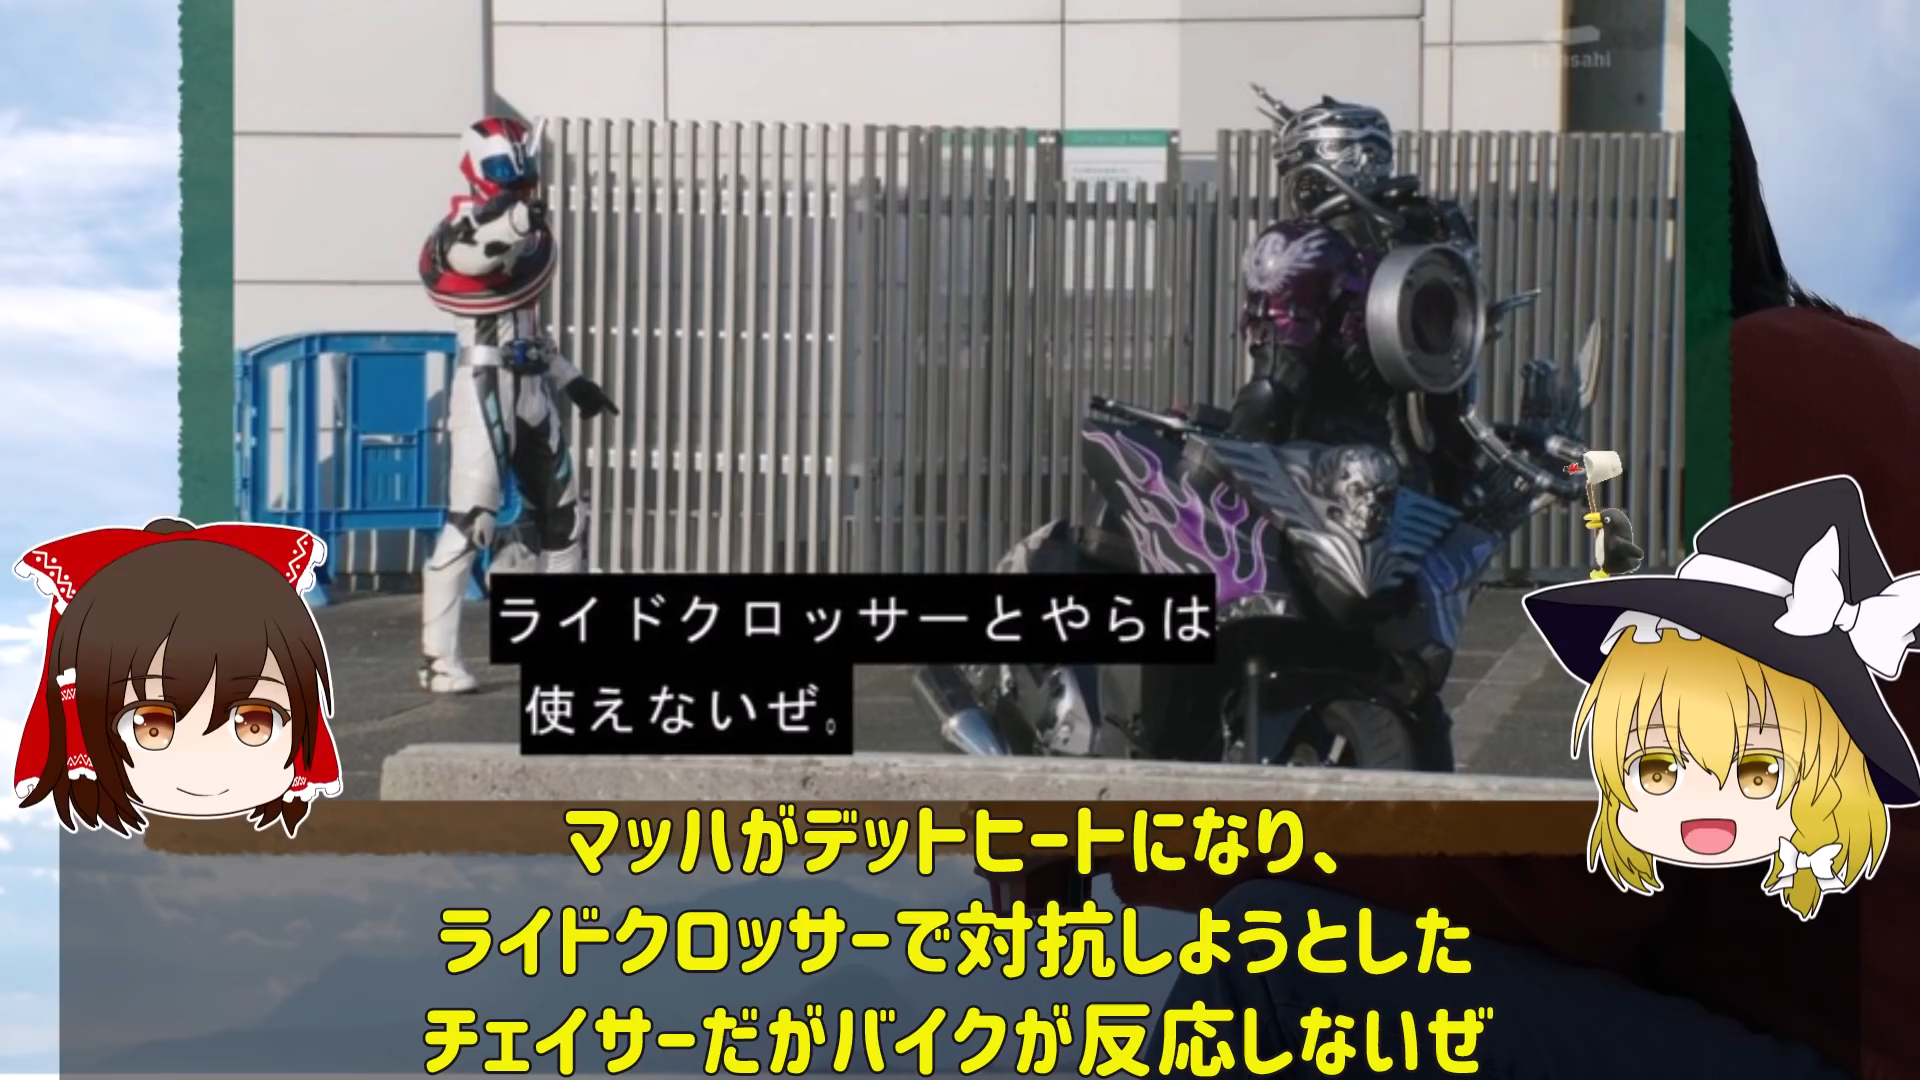 asahi
ライドクロッサーとやらは
使えないぜ。
マッハがデットヒートになり、
ライドクロッサーで対抗しようとした
チェイサーだがバイクが反応しないぜ